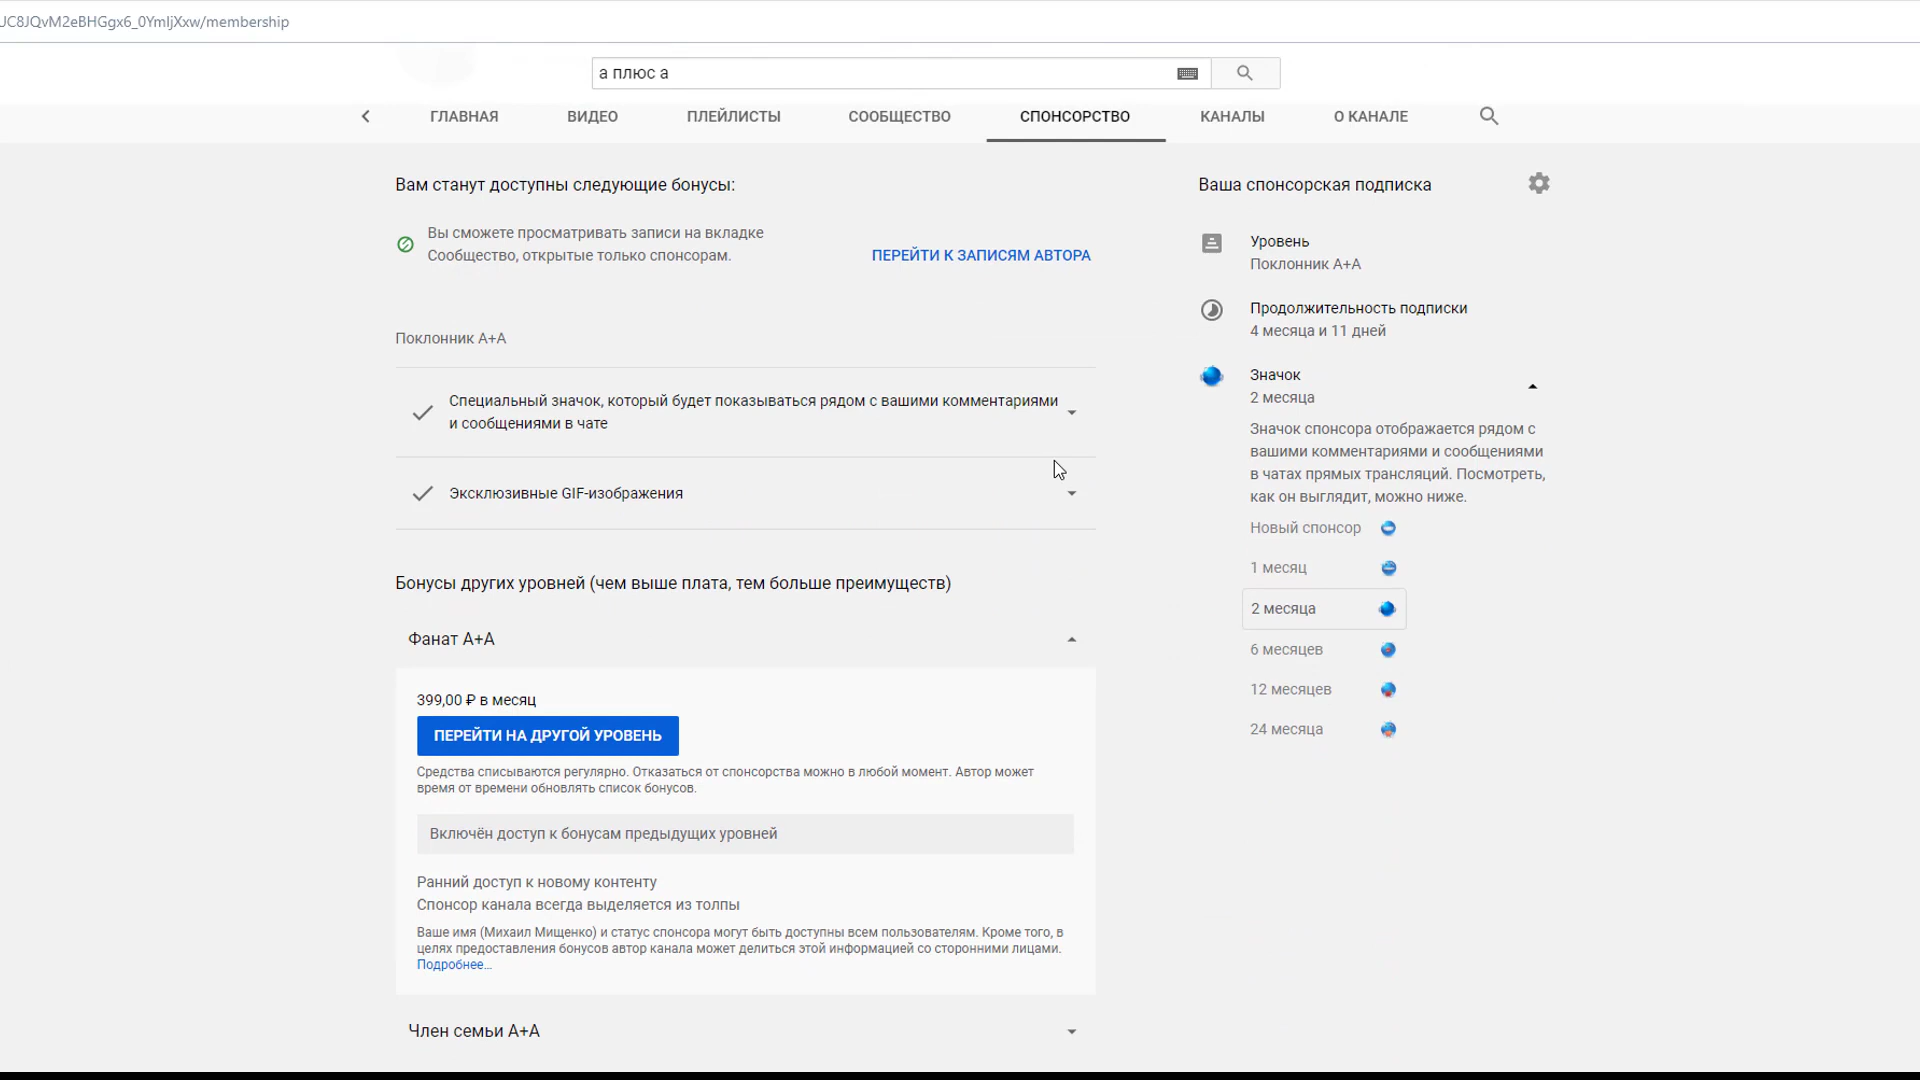 JC8JQvM2eBHGgx6_0YmIjXxw/membership
а плюс а
ГЛАВНАЯ ВИДЕО ПЛЕЙЛИСТЫ СООБЩЕСТВО СПОНСОРСТВО КАНАЛЫ О КАНАЛЕ
Вам станут доступны следующие бонусы:
Вы сможете просматривать записи на вкладке
Сообщество, открытые только спонсорам.
ПЕРЕЙТИ К ЗАПИСЯМ АВТОРА
Поклонник А+А
Специальный значок, который будет показываться рядом с вашими комментариями
и сообщениями в чате
Эксклюзивные GIF-изображения
Бонусы других уровней (чем выше плата, тем больше преимуществ)
Фанат А+А
399,00 ₽ в месяц
ПЕРЕЙТИ НА ДРУГОЙ УРОВЕНЬ
Средства списываются регулярно. Отказаться от спонсорства можно в любой момент. Автор может
время от времени обновлять список бонусов.
Включён доступ к бонусам предыдущих уровней
Ранний доступ к новому контенту
Спонсор канала всегда выделяется из толпы
Ваше имя (Михаил Мищенко) и статус спонсора могут быть доступны всем пользователям. Кроме того, в
целях предоставления бонусов автор канала может делиться этой информацией со сторонними лицами.
Подробнее…
Член семьи А+А
Ваша спонсорская подписка
Уровень
Поклонник А+А
Продолжительность подписки
4 месяца и 11 дней
Значок
2 месяца
Значок спонсора отображается рядом с
вашими комментариями и сообщениями
в чатах прямых трансляций. Посмотреть,
как он выглядит, можно ниже.
Новый спонсор
1 месяц
2 месяца
6 месяцев
12 месяцев
24 месяца